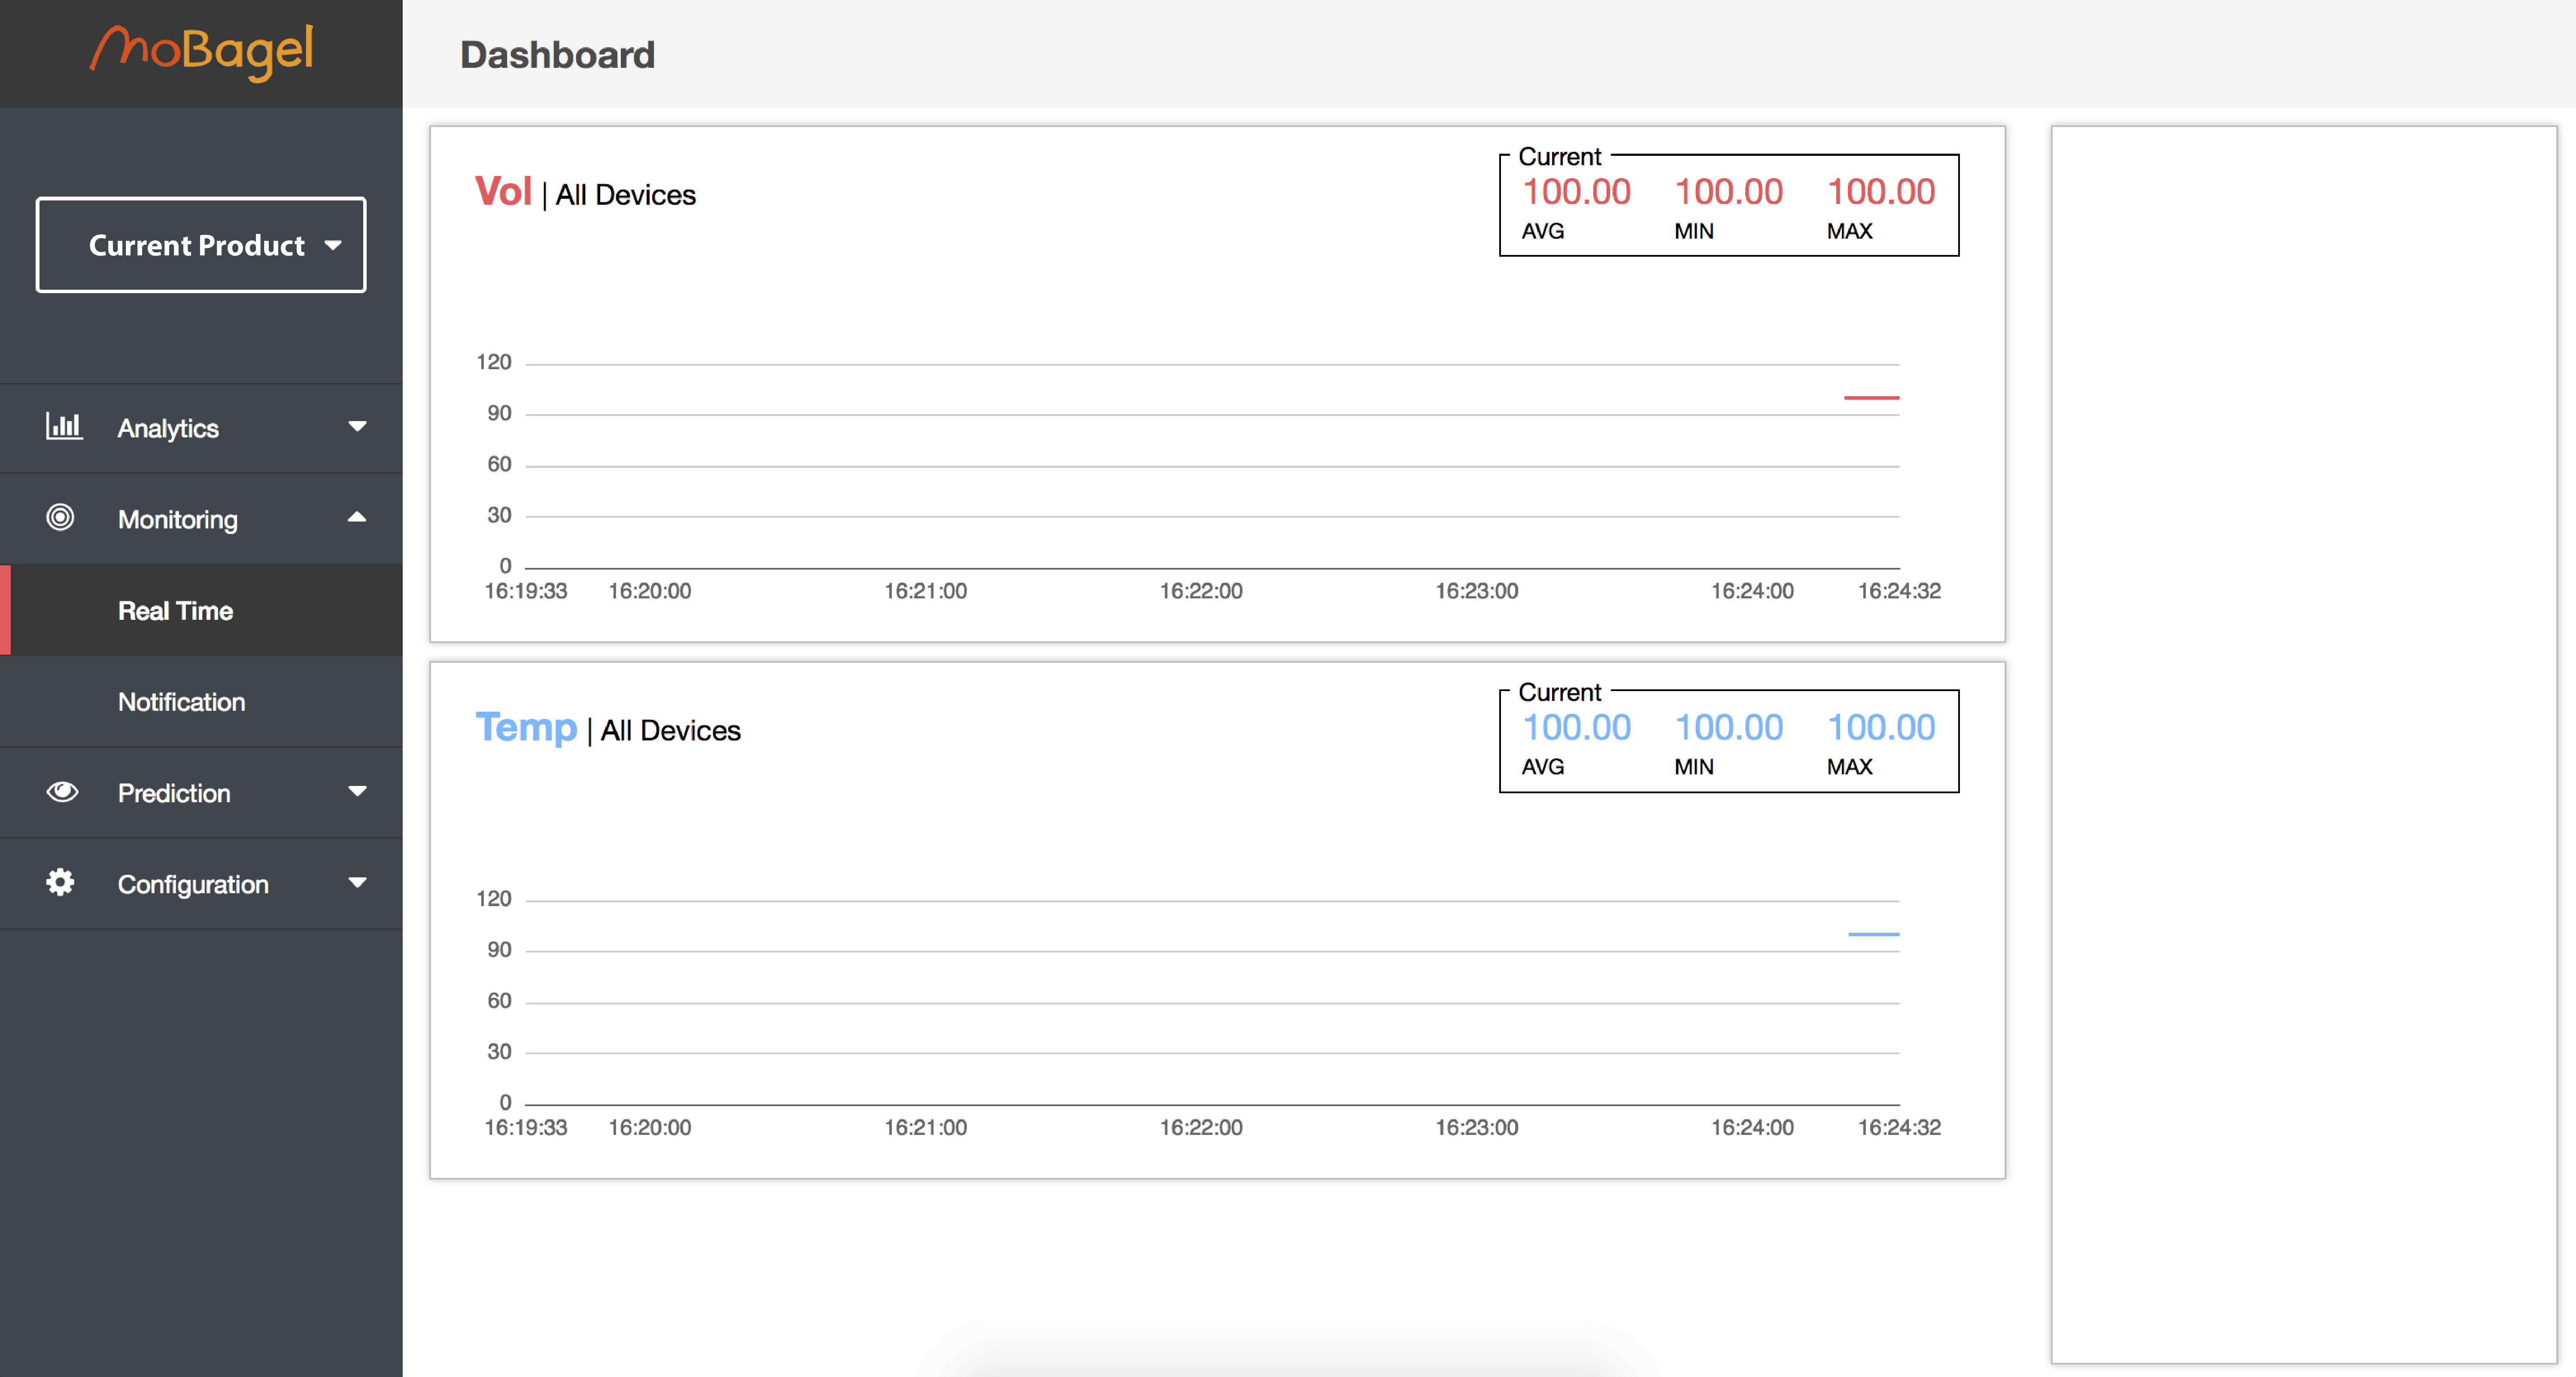 MoBagel
Dashboard
Current Product
Analytics
Monitoring
Real Time
Notification
Prediction
Configuration
Vol | All Devices
Current
100.00 100.00 100.00
AVG MIN MAX
120
90
60
30
0
16:19:33 16:20:00 16:21:00 16:22:00 16:23:00 16:24:00 16:24:32
Temp | All Devices
Current
100.00 100.00 100.00
AVG MIN MAX
120
90
60
30
0
16:19:33 16:20:00 16:21:00 16:22:00 16:23:00 16:24:00 16:24:32